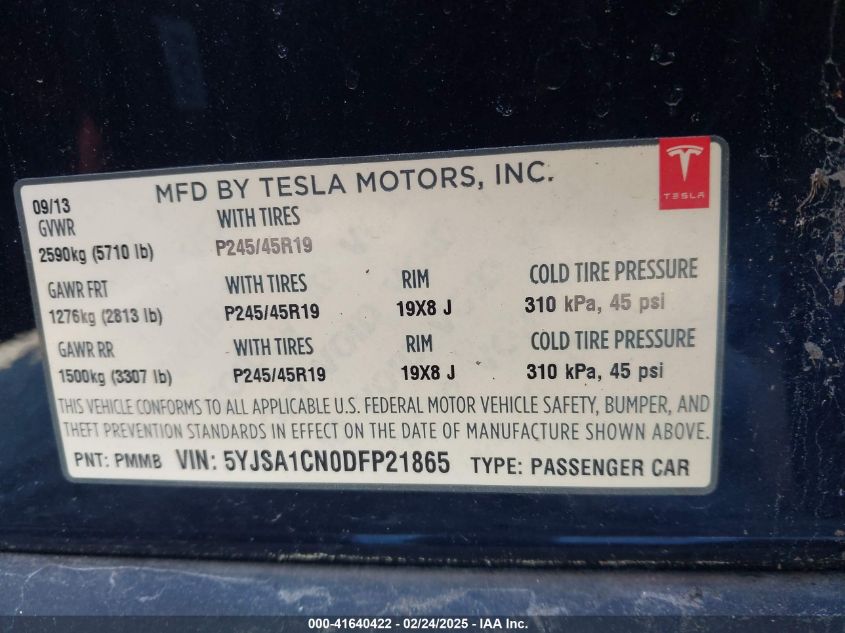 MFD BY TESLA MOTORS, INC.
TESLA
09/13
GVWR WITH TIRES
2590kg (5710 lb) P245/45R19
GAWR FRT WITH TIRES RIM COLD TIRE PRESSURE
1276kg (2813 lb) P245/45R19 19X8 J 310 kPa, 45 psi
GAWR RR WITH TIRES RIM COLD TIRE PRESSURE
1500kg (3307 lb) P245/45R19 19X8 J 310 kPa, 45 psi
THIS VEHICLE CONFORMS TO ALL APPLICABLE U.S. FEDERAL MOTOR VEHICLE SAFETY, BUMPER, AND
THEFT PREVENTION STANDARDS IN EFFECT ON THE DATE OF MANUFACTURE SHOWN ABOVE.
PNT: PMMB VIN: 5YJSA1CN0DFP21865 TYPE: PASSENGER CAR
000-41640422 - 02/24/2025 - IAAI.com